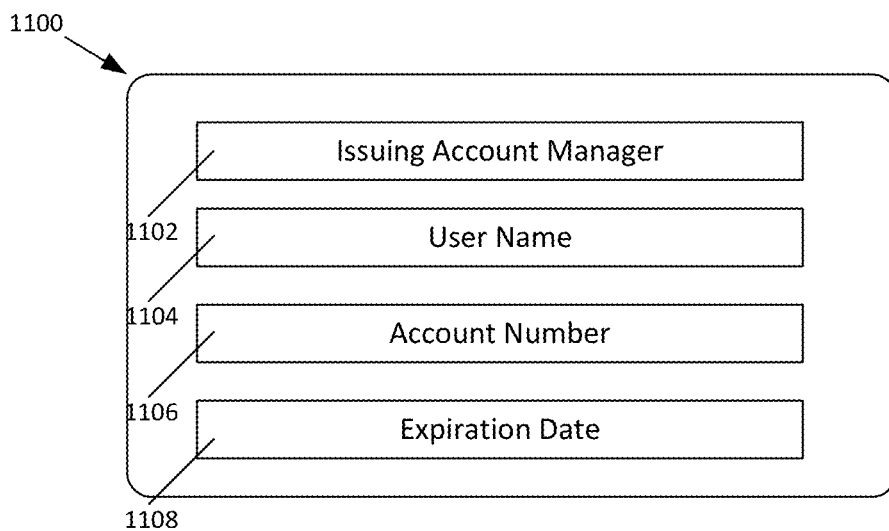 1100
Issuing Account Manager
1102
User Name
1104
Account Number
1106
Expiration Date
1108